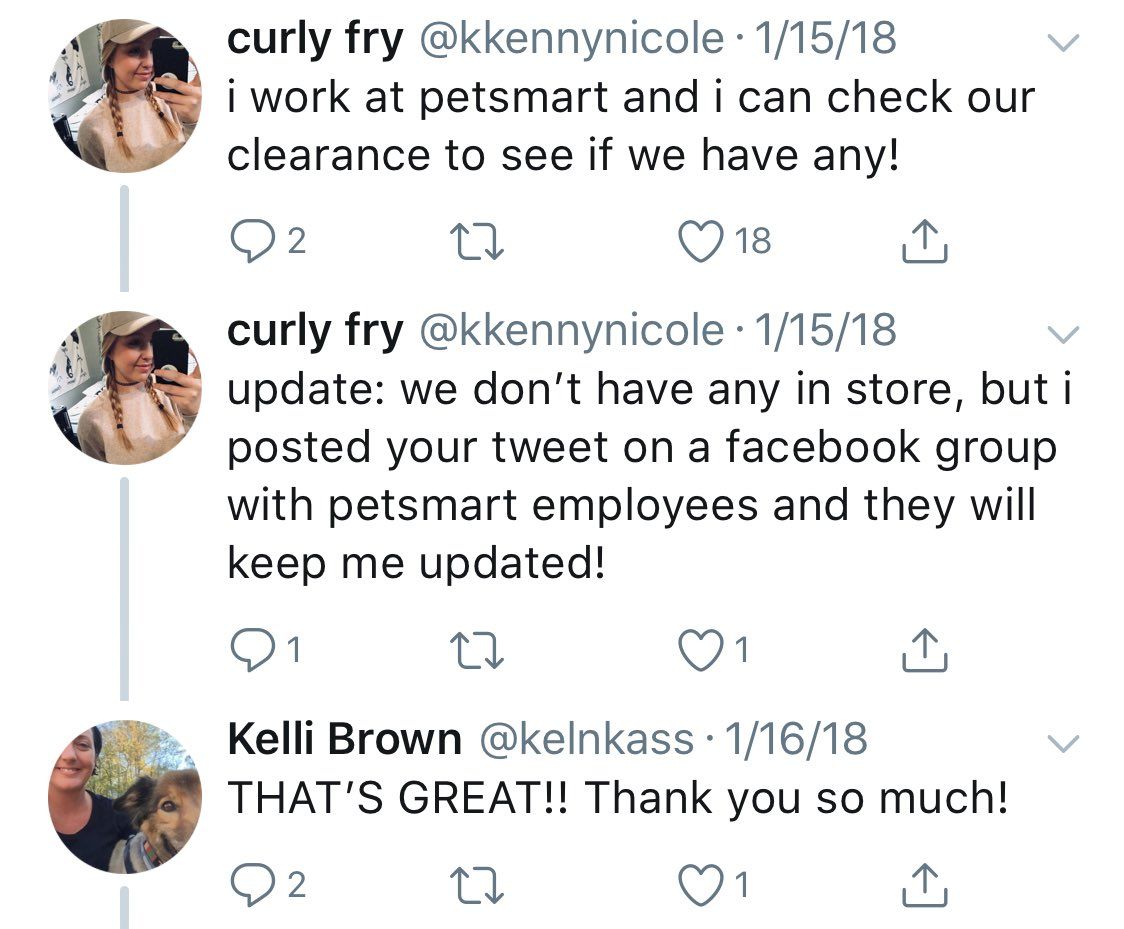 curly fry @kkennynicole · 1/15/18
i work at petsmart and i can check our
clearance to see if we have any!
2 18
curly fry @kkennynicole · 1/15/18
update: we don’t have any in store, but i
posted your tweet on a facebook group
with petsmart employees and they will
keep me updated!
1 1
Kelli Brown @kelnkass · 1/16/18
THAT’S GREAT!! Thank you so much!
2 1